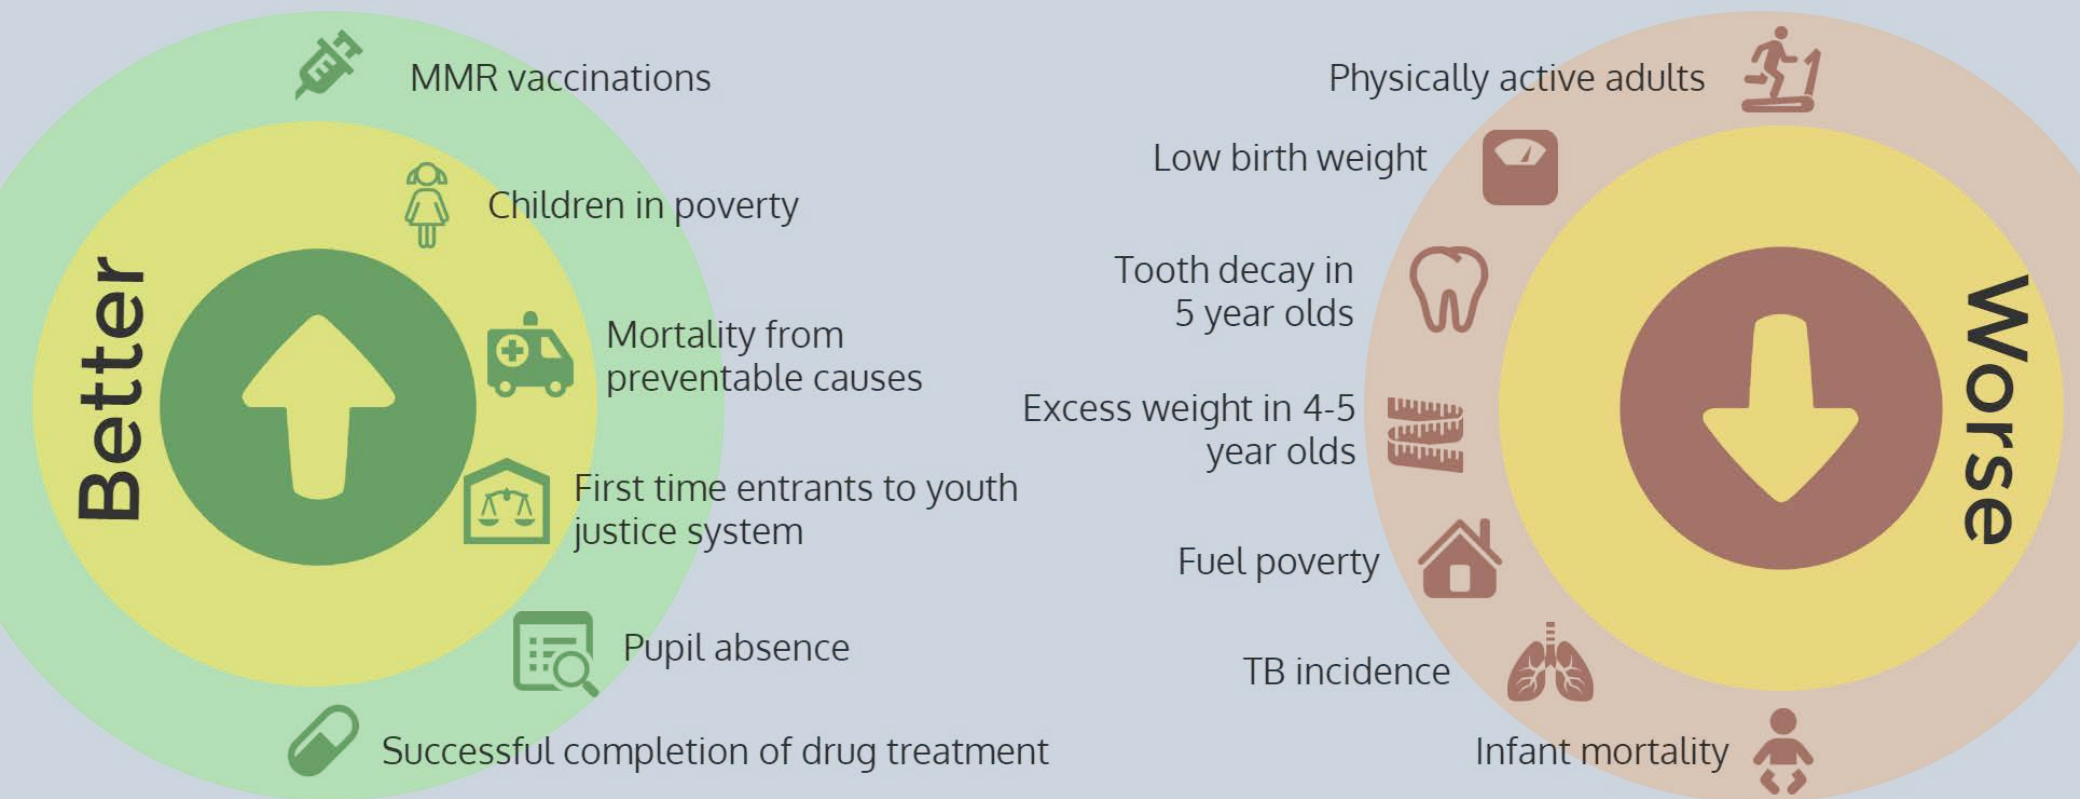 Better
MMR vaccinations
Children in poverty
Mortality from
preventable causes
First time entrants to youth
justice system
Pupil absence
Successful completion of drug treatment
Worse
Physically active adults
Low birth weight
Tooth decay in
5 year olds
Excess weight in 4-5
year olds
Fuel poverty
TB incidence
Infant mortality